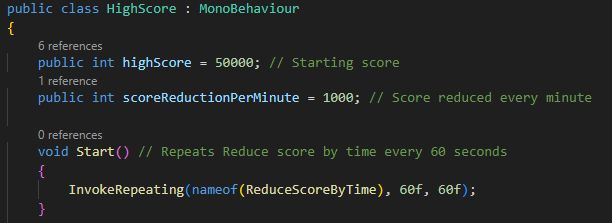 public class HighScore : MonoBehaviour
{
6 references
public int highScore = 50000; // Starting score
1 reference
public int scoreReductionPerMinute = 1000; // Score reduced every minute
0 references
void Start() // Repeats Reduce score by time every 60 seconds
{
InvokeRepeating(nameof(ReduceScoreByTime), 60f, 60f);
}